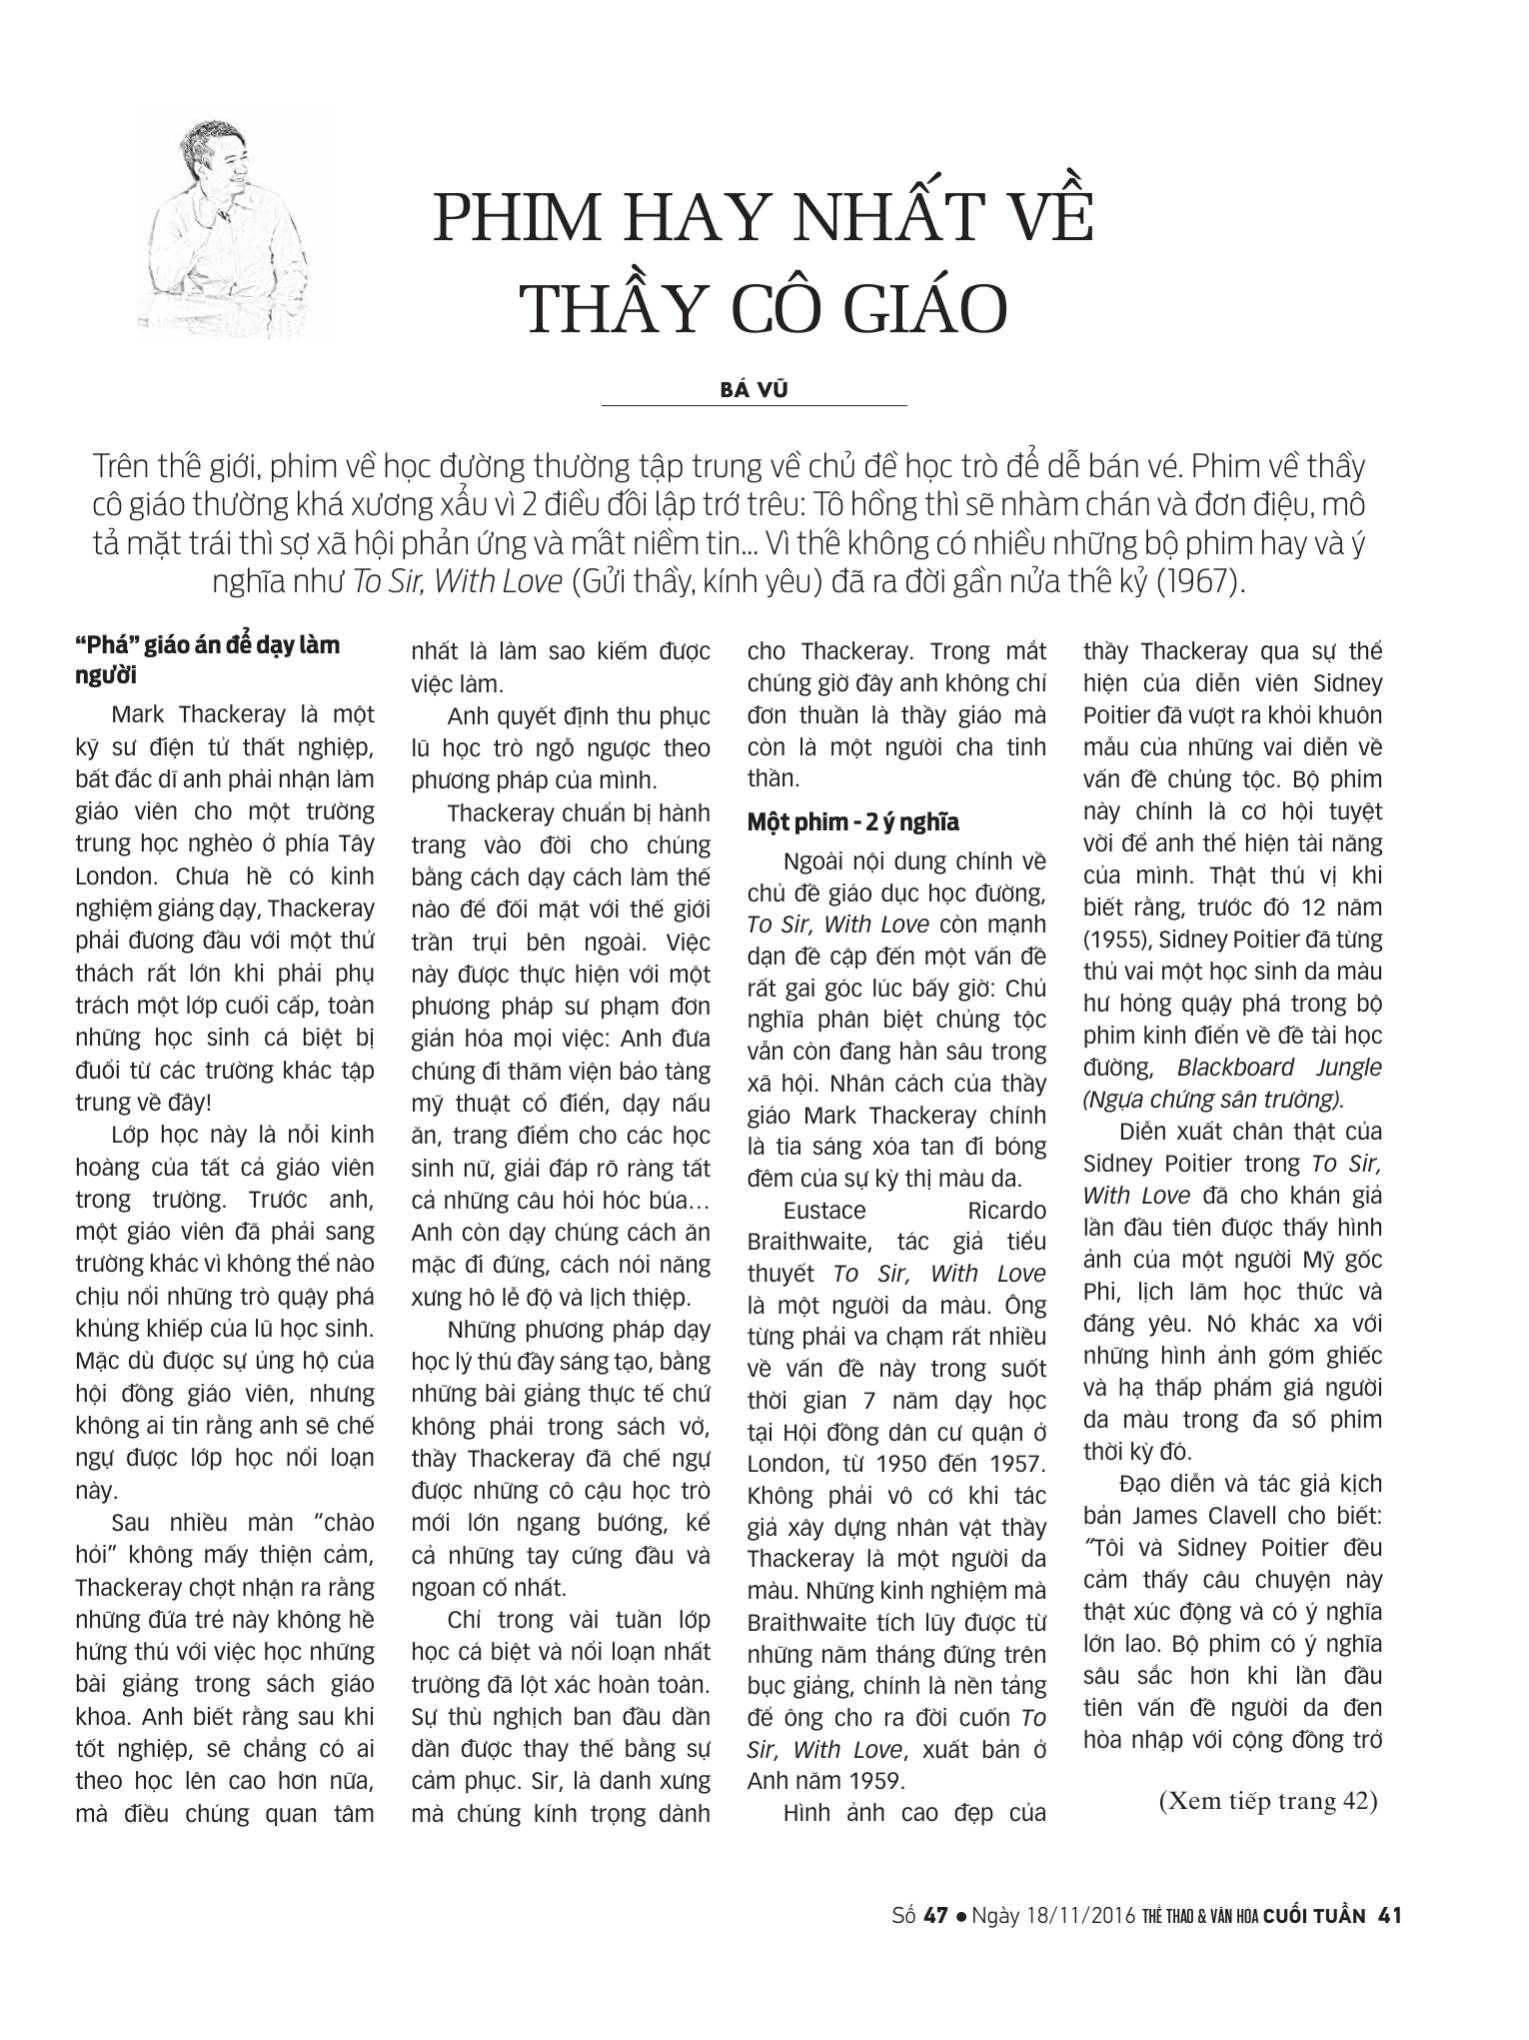 PHIM HAY NHẤT VỀ
THẦY CÔ GIÁO
BÁ VŨ
Trên thế giới, phim về học đường thường tập trung về chủ đề học trò để dễ bán vé. Phim về thầy
cô giáo thường khá xương xẩu vì 2 điều đối lập trớ trêu: Tô hồng thì sẽ nhàm chán và đơn điệu, mô
tả mặt trái thì sợ xã hội phản ứng và mất niềm tin... Vì thế không có nhiều những bộ phim hay và ý
nghĩa như To Sir, With Love (Gửi thầy, kính yêu) đã ra đời gần nửa thế kỷ (1967).
“Phá” giáo án để dạy làm
người
Mark Thackeray là một
kỹ sư điện tử thất nghiệp,
bất đắc dĩ anh phải nhận làm
giáo viên cho một trường
trung học nghèo ở phía Tây
London. Chưa hề có kinh
nghiệm giảng dạy, Thackeray
phải đương đầu với một thử
thách rất lớn khi phải phụ
trách một lớp cuối cấp, toàn
những học sinh cá biệt bị
đuổi từ các trường khác tập
trung về đây!
Lớp học này là nỗi kinh
hoàng của tất cả giáo viên
trong trường. Trước anh,
một giáo viên đã phải sang
trường khác vì không thể nào
chịu nổi những trò quậy phá
khủng khiếp của lũ học sinh.
Mặc dù được sự ủng hộ của
hội đồng giáo viên, nhưng
không ai tin rằng anh sẽ chế
ngự được lớp học nổi loạn
này.
Sau nhiều màn “chào
hỏi” không mấy thiện cảm,
Thackeray chợt nhận ra rằng
những đứa trẻ này không hề
hứng thú với việc học những
bài giảng trong sách giáo
khoa. Anh biết rằng sau khi
tốt nghiệp, sẽ chẳng có ai
theo học lên cao hơn nữa,
mà điều chúng quan tâm
nhất là làm sao kiếm được
việc làm.
Anh quyết định thu phục
lũ học trò ngỗ ngược theo
phương pháp của mình.
Thackeray chuẩn bị hành
trang vào đời cho chúng
bằng cách dạy cách làm thế
nào để đối mặt với thế giới
trần trụi bên ngoài. Việc
này được thực hiện với một
phương pháp sư phạm đơn
giản hóa mọi việc: Anh đưa
chúng đi thăm viện bảo tàng
mỹ thuật cổ điển, dạy nấu
ăn, trang điểm cho các học
sinh nữ, giải đáp rõ ràng tất
cả những câu hỏi hóc búa…
Anh còn dạy chúng cách ăn
mặc đi đứng, cách nói năng
xưng hô lễ độ và lịch thiệp.
Những phương pháp dạy
học lý thú đầy sáng tạo, bằng
những bài giảng thực tế chứ
không phải trong sách vở,
thầy Thackeray đã chế ngự
được những cô cậu học trò
mới lớn ngang bướng, kể
cả những tay cứng đầu và
ngoan cố nhất.
Chỉ trong vài tuần lớp
học cá biệt và nổi loạn nhất
trường đã lột xác hoàn toàn.
Sự thù nghịch ban đầu dần
dần được thay thế bằng sự
cảm phục. Sir, là danh xưng
mà chúng kính trọng dành
cho Thackeray. Trong mắt
chúng giờ đây anh không chỉ
đơn thuần là thầy giáo mà
còn là một người cha tinh
thần.
Một phim - 2 ý nghĩa
Ngoài nội dung chính về
chủ đề giáo dục học đường,
To Sir, With Love còn mạnh
dạn đề cập đến một vấn đề
rất gai góc lúc bấy giờ: Chủ
nghĩa phân biệt chủng tộc
vẫn còn đang hằn sâu trong
xã hội. Nhân cách của thầy
giáo Mark Thackeray chính
là tia sáng xóa tan đi bóng
đêm của sự kỳ thị màu da.
Eustace Ricardo
Braithwaite, tác giả tiểu
thuyết To Sir, With Love
là một người da màu. Ông
từng phải va chạm rất nhiều
về vấn đề này trong suốt
thời gian 7 năm dạy học
tại Hội đồng dân cư quận ở
London, từ 1950 đến 1957.
Không phải vô cớ khi tác
giả xây dựng nhân vật thầy
Thackeray là một người da
màu. Những kinh nghiệm mà
Braithwaite tích lũy được từ
những năm tháng đứng trên
bục giảng, chính là nền tảng
để ông cho ra đời cuốn To
Sir, With Love, xuất bản ở
Anh năm 1959.
Hình ảnh cao đẹp của
thầy Thackeray qua sự thể
hiện của diễn viên Sidney
Poitier đã vượt ra khỏi khuôn
mẫu của những vai diễn về
vấn đề chủng tộc. Bộ phim
này chính là cơ hội tuyệt
vời để anh thể hiện tài năng
của mình. Thật thú vị khi
biết rằng, trước đó 12 năm
(1955), Sidney Poitier đã từng
thủ vai một học sinh da màu
hư hỏng quậy phá trong bộ
phim kinh điển về đề tài học
đường, Blackboard Jungle
(Ngựa chứng sân trường).
Diễn xuất chân thật của
Sidney Poitier trong To Sir,
With Love đã cho khán giả
lần đầu tiên được thấy hình
ảnh của một người Mỹ gốc
Phi, lịch lãm học thức và
đáng yêu. Nó khác xa với
những hình ảnh gớm ghiếc
và hạ thấp phẩm giá người
da màu trong đa số phim
thời kỳ đó.
Đạo diễn và tác giả kịch
bản James Clavell cho biết:
“Tôi và Sidney Poitier đều
cảm thấy câu chuyện này
thật xúc động và có ý nghĩa
lớn lao. Bộ phim có ý nghĩa
sâu sắc hơn khi lần đầu
tiên vấn đề người da đen
hòa nhập với cộng đồng trở
(Xem tiếp trang 42)
Số 47 ● Ngày 18/11/2016 THỂ THAO & VĂN HÓA CUỐI TUẦN 41